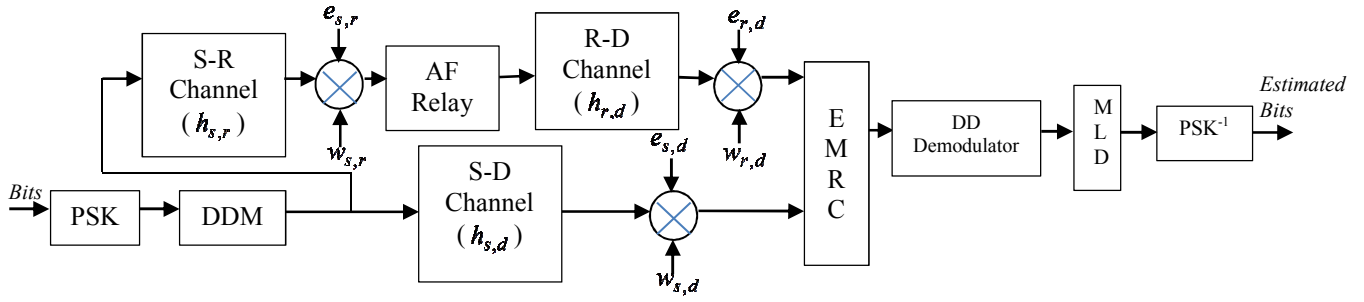 e_{s,r}
S-R
Channel
( h_{s,r} )
w_{s,r}
AF
Relay
R-D
Channel
( h_{r,d} )
e_{r,d}
w_{r,d}
Bits
PSK
DDM
S-D
Channel
( h_{s,d} )
e_{s,d}
w_{s,d}
E
M
R
C
DD
Demodulator
M
L
D
PSK⁻¹
Estimated
Bits